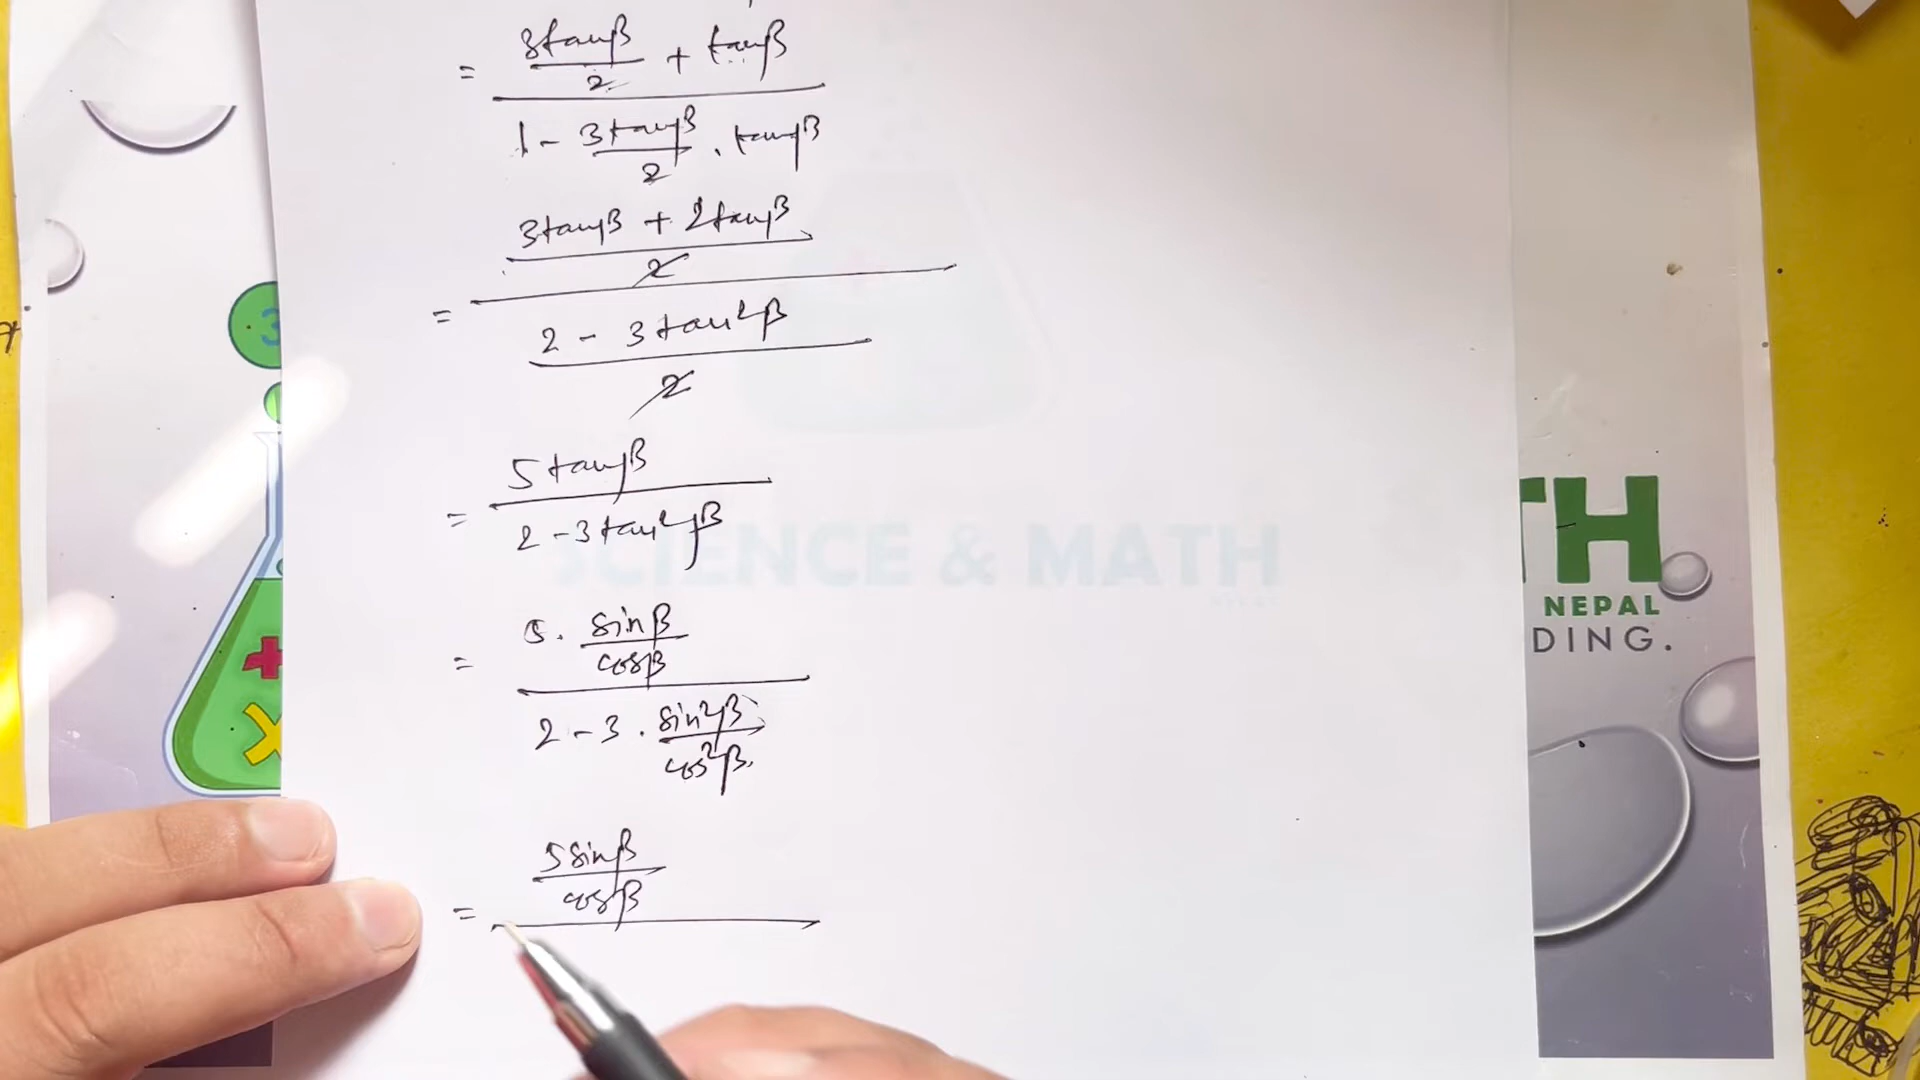 = 3tanβ/2 + tanβ
1 - 3tanβ/2 . tanβ
3tanβ + 2tanβ
2
=
2 - 3tan²β
2
= 5tanβ
2 - 3tan²β
= 5. sinβ/cosβ
2 - 3 . sin²β/cos²β
= 5sinβ/cosβ
SCIENCE & MATH
TH
NEPAL
DING.
3